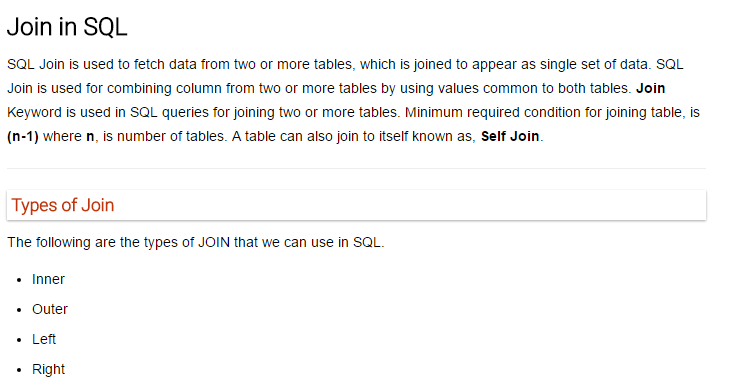 Join in SQL
SQL Join is used to fetch data from two or more tables, which is joined to appear as single set of data. SQL
Join is used for combining column from two or more tables by using values common to both tables. Join
Keyword is used in SQL queries for joining two or more tables. Minimum required condition for joining table, is
(n-1) where n, is number of tables. A table can also join to itself known as, Self Join.
Types of Join
The following are the types of JOIN that we can use in SQL.
• Inner
• Outer
• Left
• Right